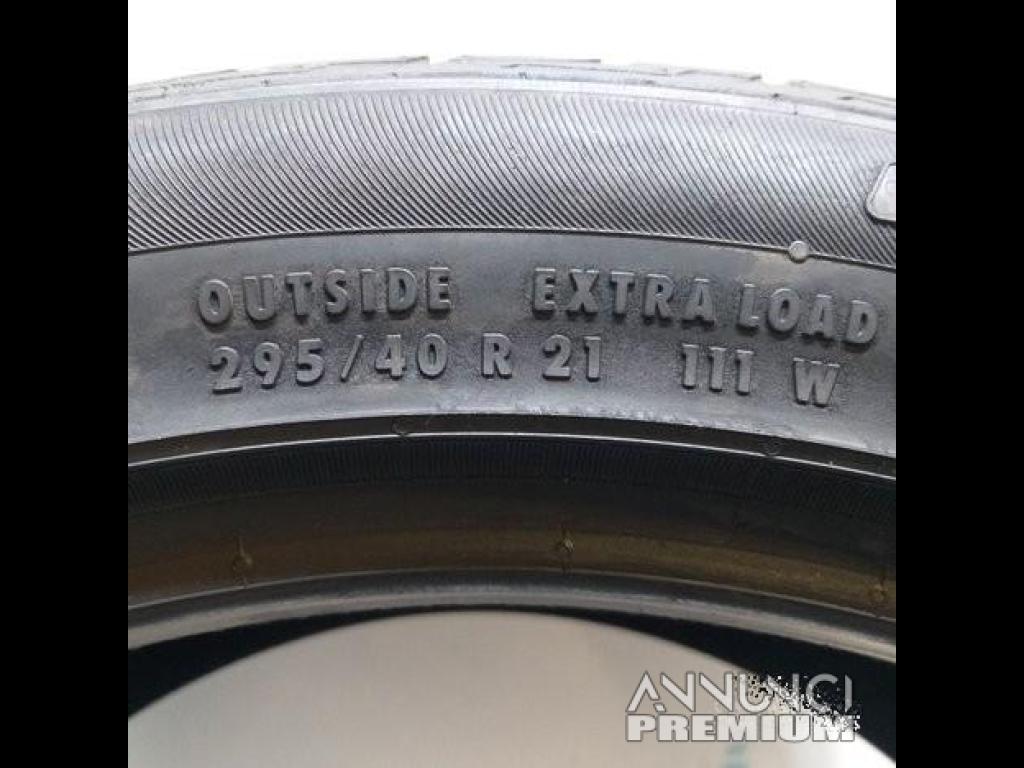 OUTSIDE EXTRA LOAD
295/40 R 21 111 W
ANNUNCI
PREMIUM